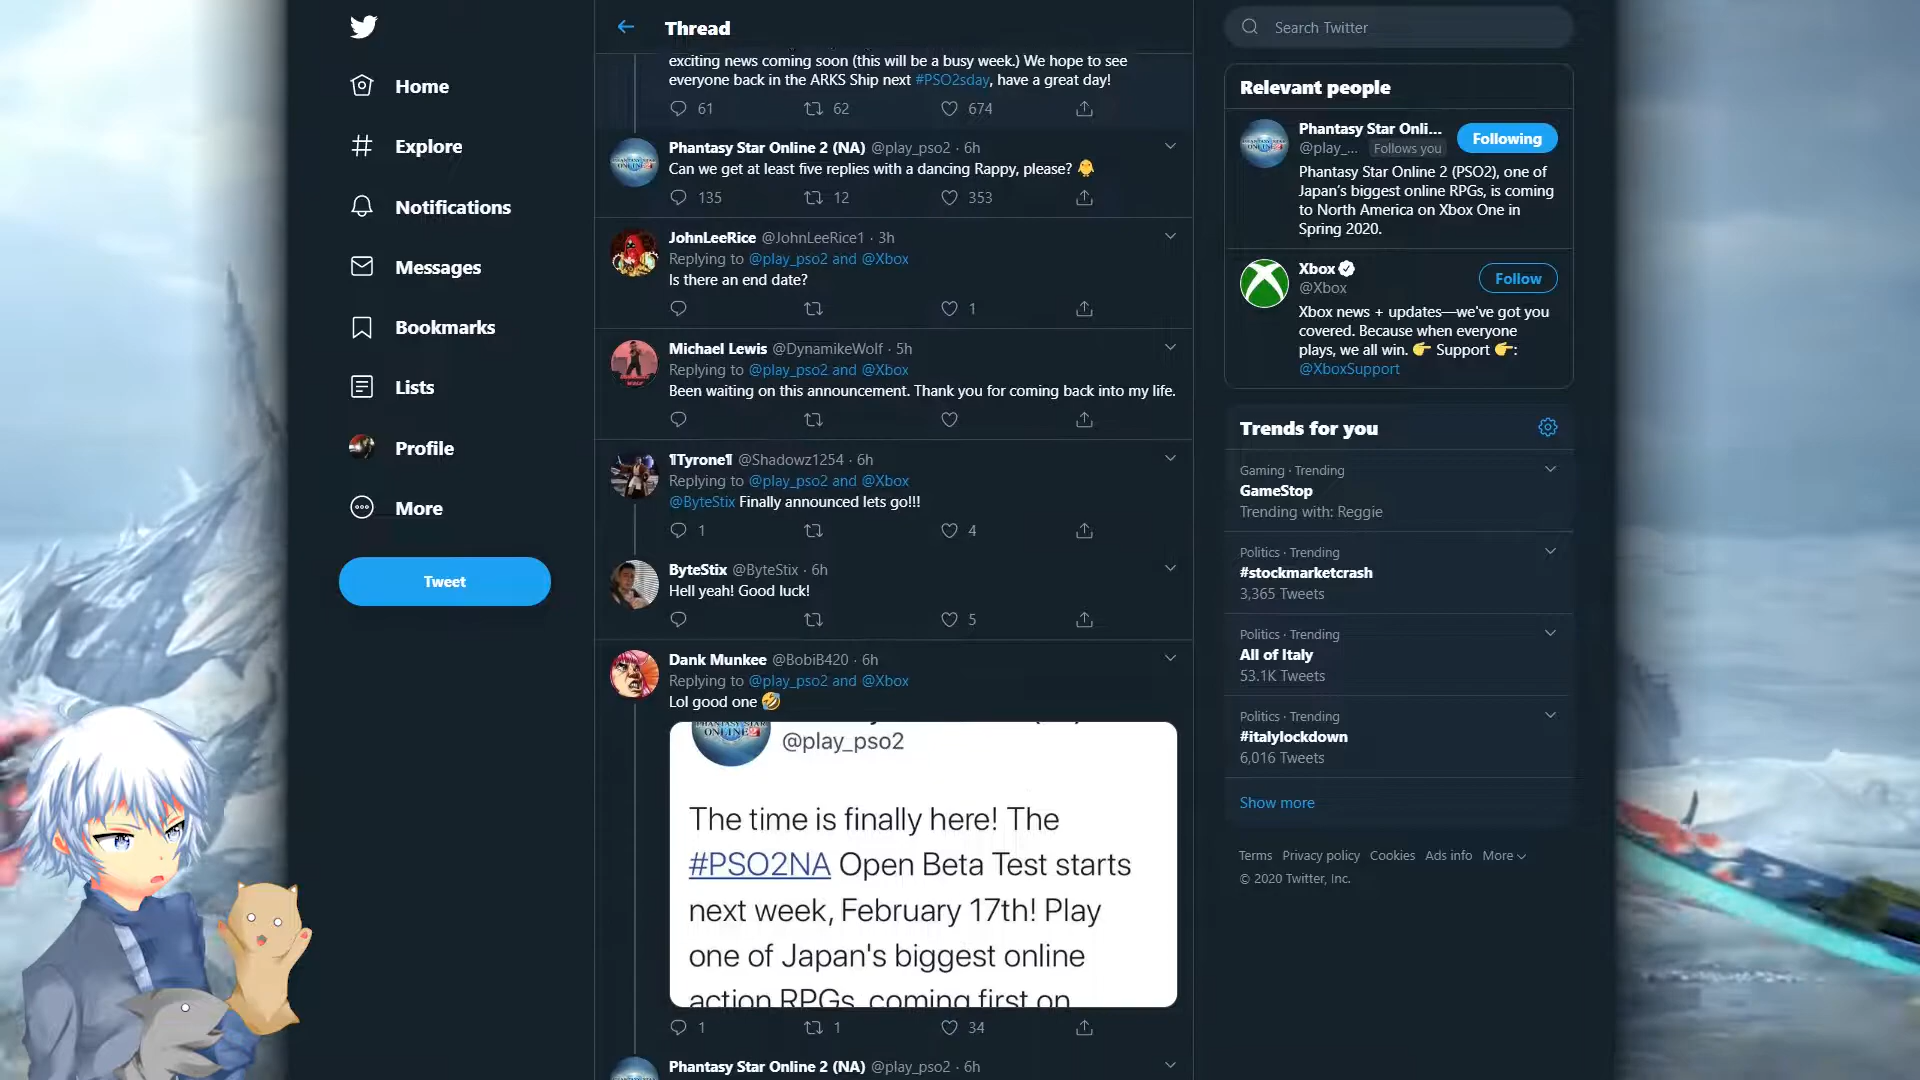 Home
Explore
Notifications
Messages
Bookmarks
Lists
Profile
More
Tweet
Thread
exciting news coming soon (this will be a busy week.) We hope to see
everyone back in the ARKS Ship next #PSO2sday, have a great day!
61 62 674
Phantasy Star Online 2 (NA) @play_pso2 · 6h
Can we get at least five replies with a dancing Rappy, please? 🐥
135 12 353
JohnLeeRice @JohnLeeRice1 · 3h
Replying to @play_pso2 and @Xbox
Is there an end date?
1
Michael Lewis @DynamikeWolf · 5h
Replying to @play_pso2 and @Xbox
Been waiting on this announcement. Thank you for coming back into my life.
¶Tyrone¶ @Shadowz1254 · 6h
Replying to @play_pso2 and @Xbox
@ByteStix Finally announced lets go!!!
1 4
ByteStix @ByteStix · 6h
Hell yeah! Good luck!
5
Dank Munkee @BobiB420 · 6h
Replying to @play_pso2 and @Xbox
Lol good one 🤣
PHANTASY STAR
ONLINE 2
@play_pso2
The time is finally here! The
#PSO2NA Open Beta Test starts
next week, February 17th! Play
one of Japan's biggest online
action RPGs, coming first on
1 1 34
Phantasy Star Online 2 (NA) @play_pso2 · 6h
Search Twitter
Relevant people
Phantasy Star Onli...
@play_... Follows you
Following
Phantasy Star Online 2 (PSO2), one of
Japan's biggest online RPGs, is coming
to North America on Xbox One in
Spring 2020.
Xbox
@Xbox
Follow
Xbox news + updates—we've got you
covered. Because when everyone
plays, we all win. 👉 Support 👉:
@XboxSupport
Trends for you
Gaming · Trending
GameStop
Trending with: Reggie
Politics · Trending
#stockmarketcrash
3,365 Tweets
Politics · Trending
All of Italy
53.1K Tweets
Politics · Trending
#italylockdown
6,016 Tweets
Show more
Terms Privacy policy Cookies Ads info More
© 2020 Twitter, Inc.